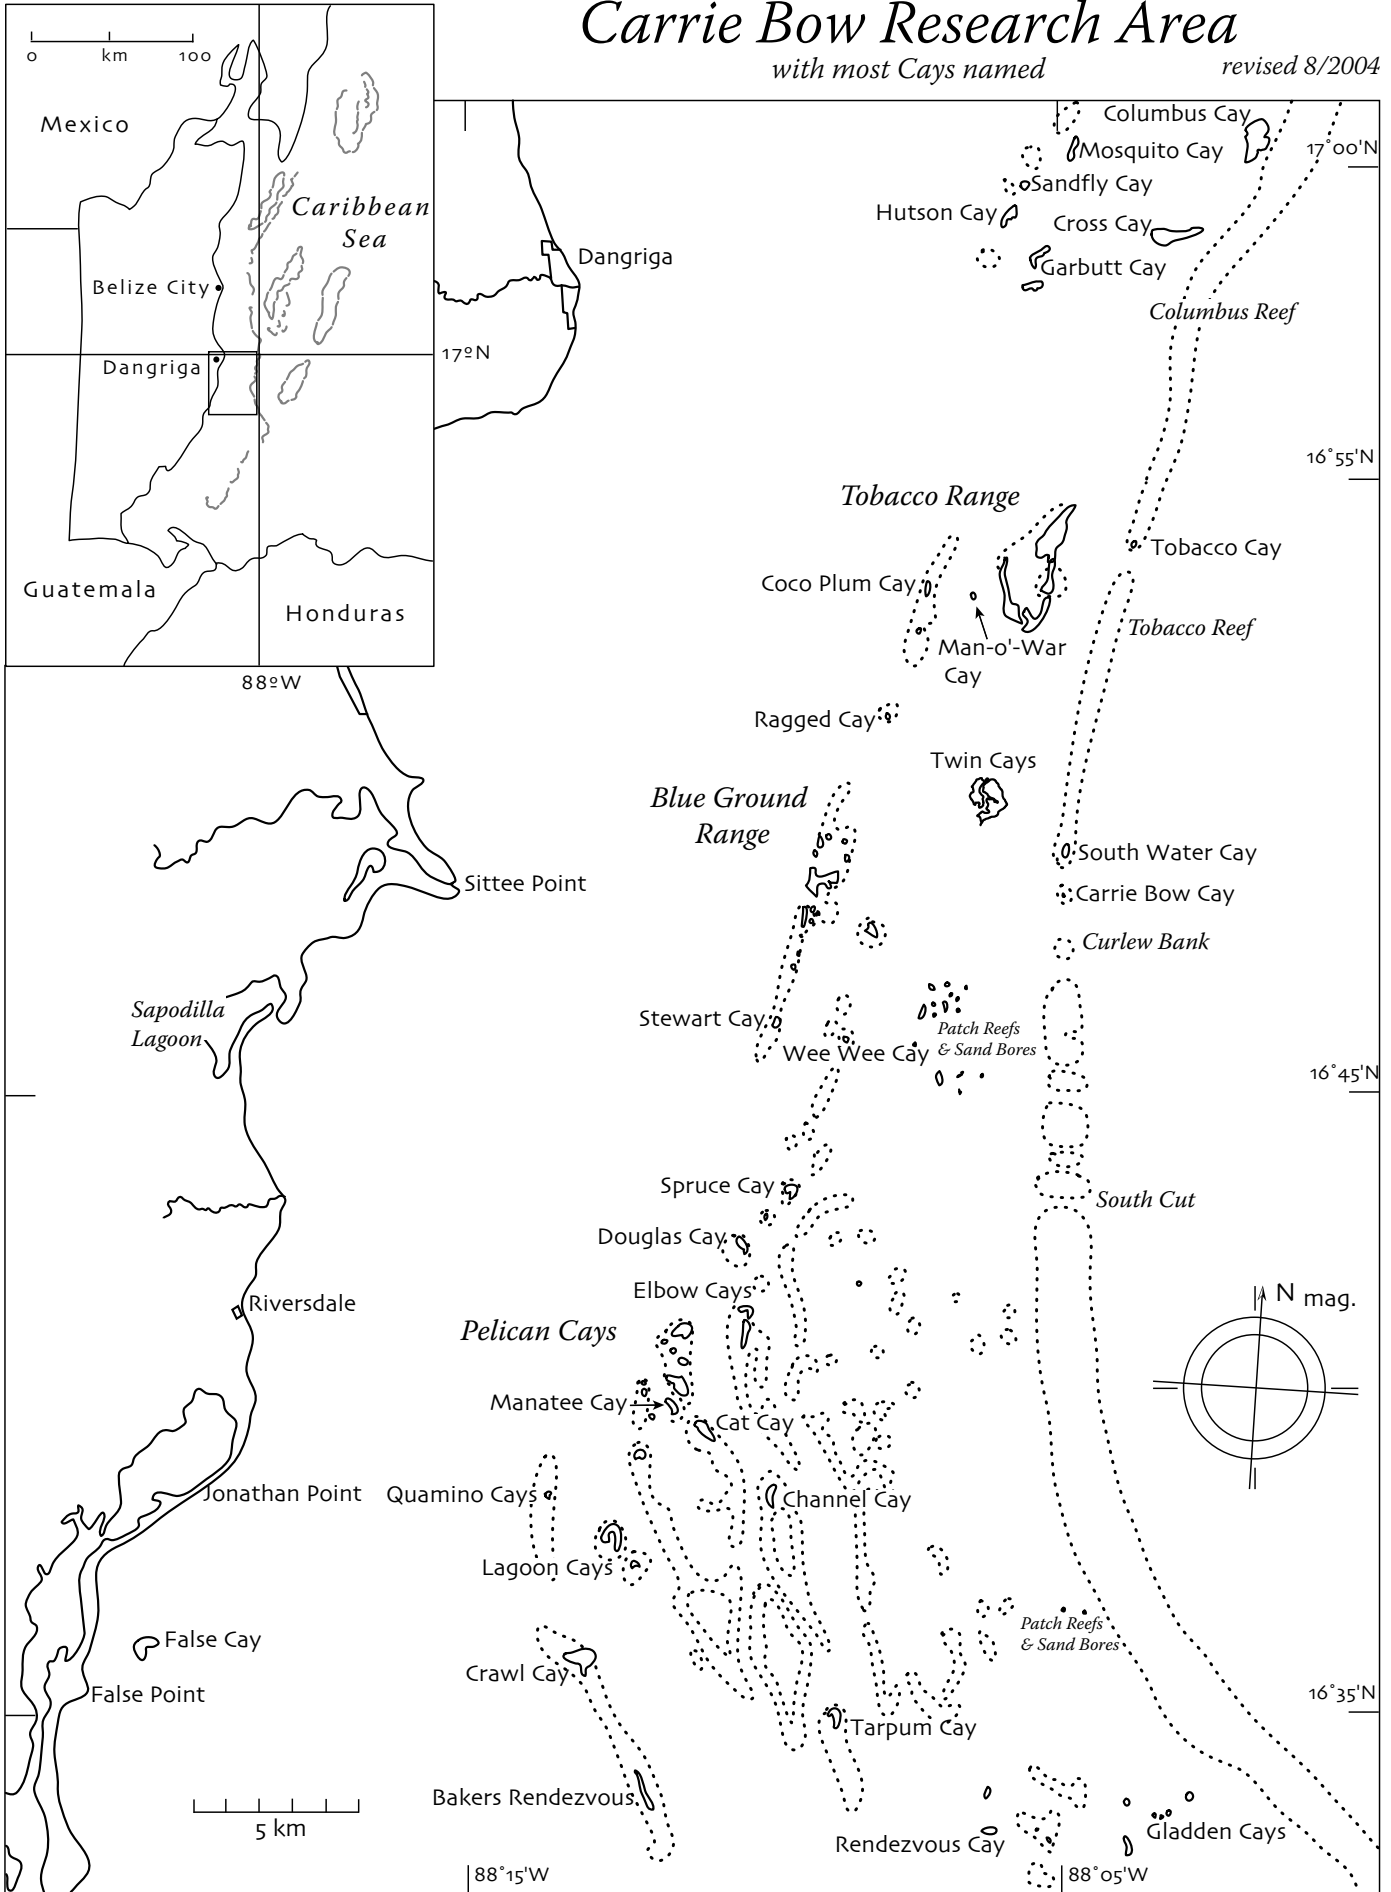 Carrie Bow Research Area
with most Cays named
revised 8/2004
0 km 100
Mexico
Caribbean
Sea
Belize City
Dangriga
17ºN
Guatemala
Honduras
88ºW
Columbus Cay
Mosquito Cay
17°00'N
Sandfly Cay
Hutson Cay
Cross Cay
Dangriga
Garbutt Cay
Columbus Reef
16°55'N
Tobacco Range
Tobacco Cay
Coco Plum Cay
Tobacco Reef
Man-o'-War
Cay
Ragged Cay
Twin Cays
Blue Ground
Range
South Water Cay
Sittee Point
Carrie Bow Cay
Curlew Bank
Sapodilla
Lagoon
Stewart Cay
Patch Reefs
& Sand Bores
Wee Wee Cay
16°45'N
Spruce Cay
South Cut
Douglas Cay
Elbow Cays
N mag.
Riversdale
Pelican Cays
Manatee Cay
Cat Cay
Jonathan Point
Quamino Cays
Channel Cay
Lagoon Cays
Patch Reefs
& Sand Bores
False Cay
Crawl Cay
False Point
16°35'N
Tarpum Cay
Bakers Rendezvous
5 km
Gladden Cays
Rendezvous Cay
88°15'W
88°05'W